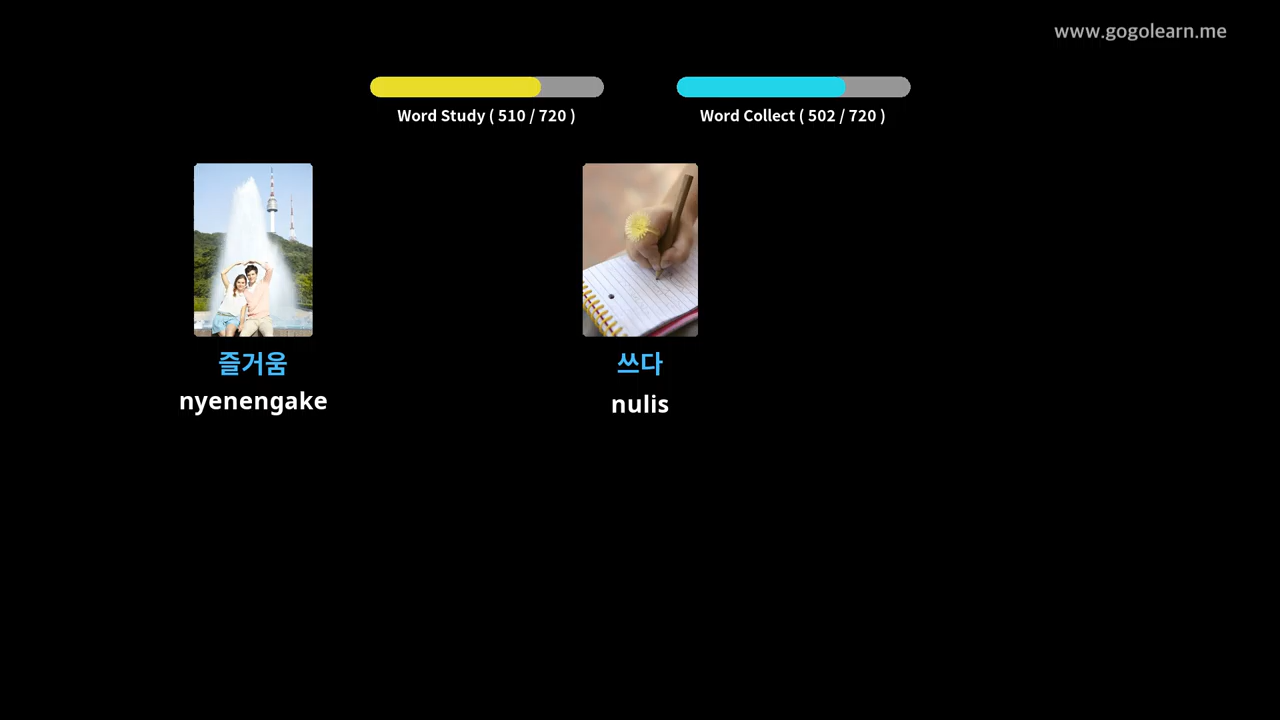 www.gogolearn.me
Word Study ( 510 / 720 )
Word Collect ( 502 / 720 )
즐거움
nyenengake
쓰다
nulis